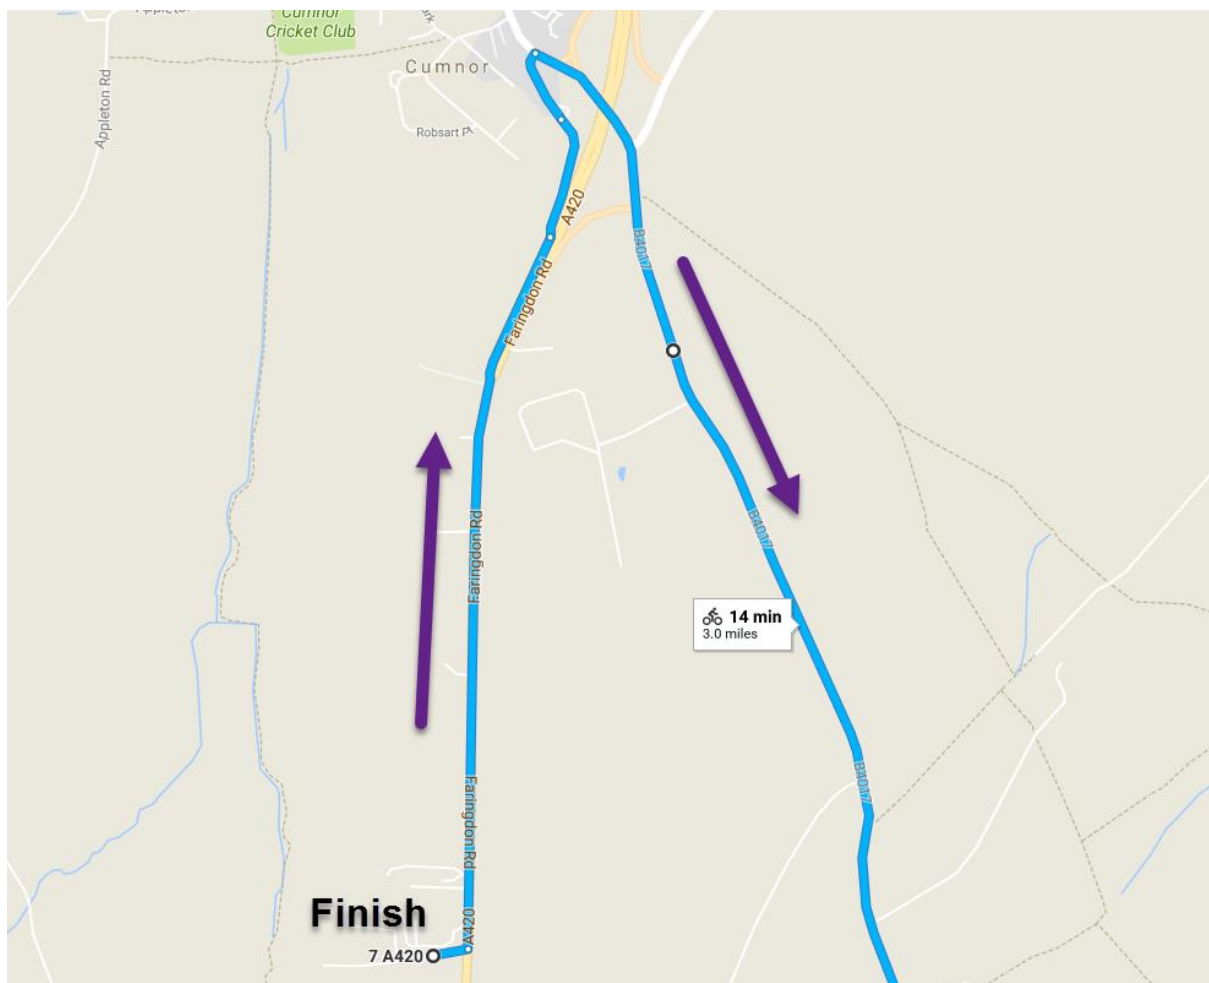 Cumnor
Cricket Club
Appleton Rd
Cumnor
Robsart Pl
A420
Faringdon Rd
B4017
Faringdon Rd
B4017
14 min
3.0 miles
B4017
Faringdon Rd
Finish
A420
7 A420